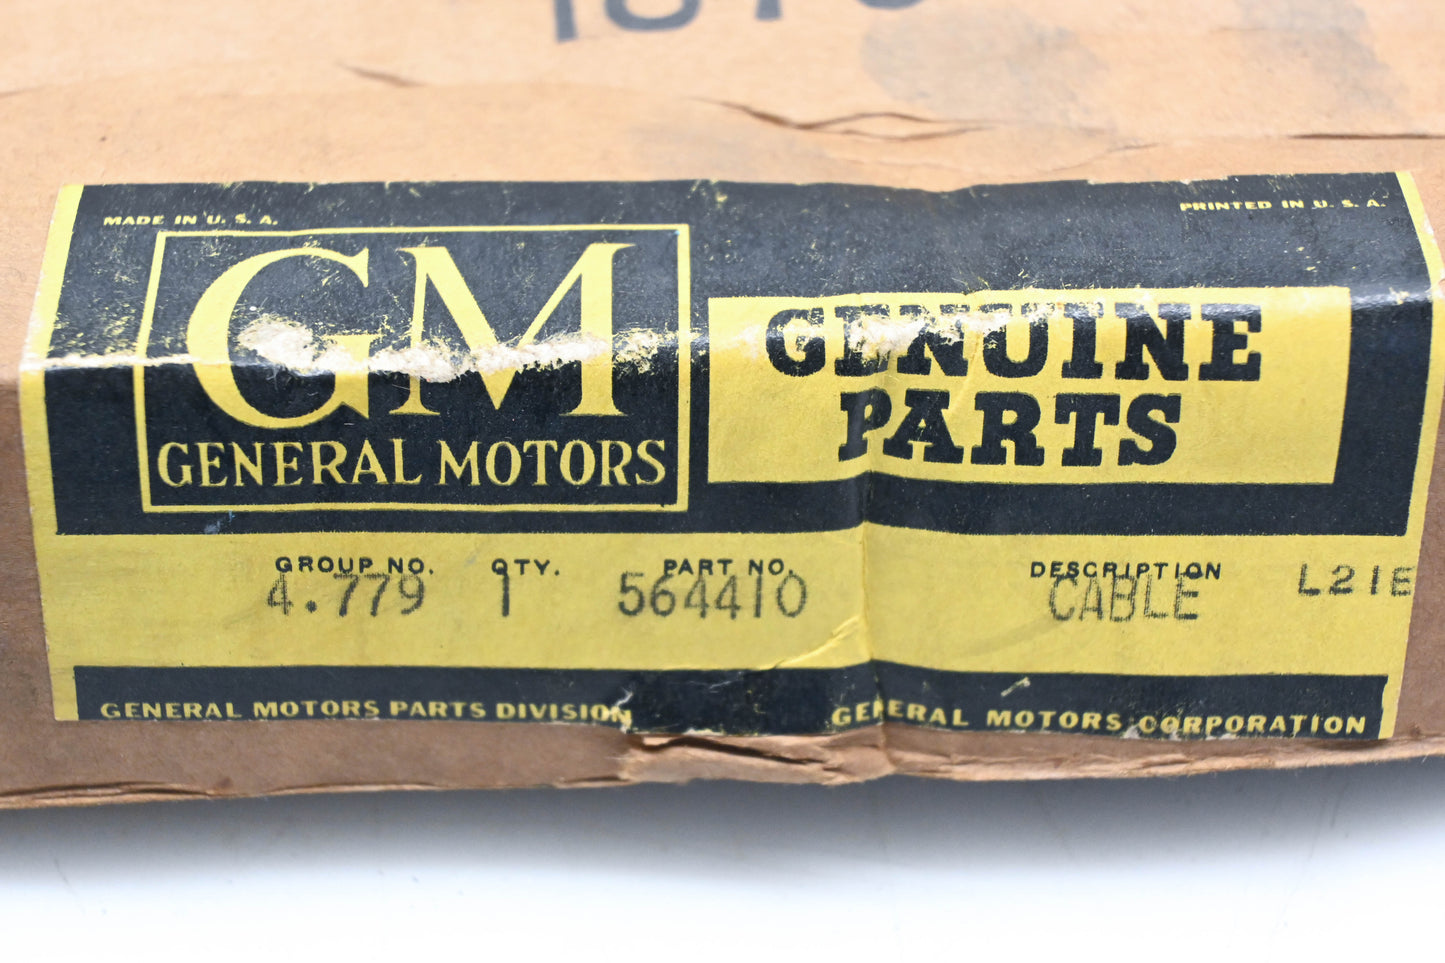 MADE IN U. S. A.
PRINTED IN U. S. A.
GM
GENERAL MOTORS
GENUINE
PARTS
GROUP NO. QTY. PART NO. DESCRIPTION
4.779 1 564410 CABLE L21E
GENERAL MOTORS PARTS DIVISION
GENERAL MOTORS CORPORATION